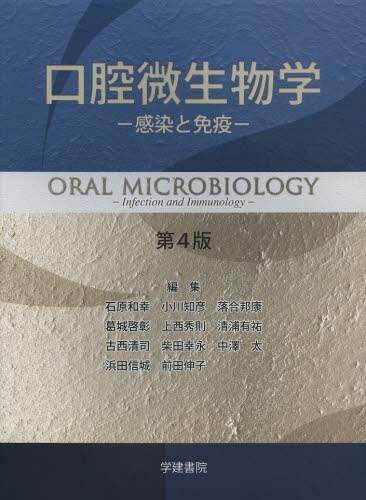 口腔微生物学
－感染と免疫－
ORAL MICROBIOLOGY
– Infection and Immunology –
第4版
編　集
石原和幸　小川知彦　落合邦康
葛城啓彰　上西秀則　清浦有祐
古西清司　柴田幸永　中澤　太
浜田信城　前田伸子
学建書院